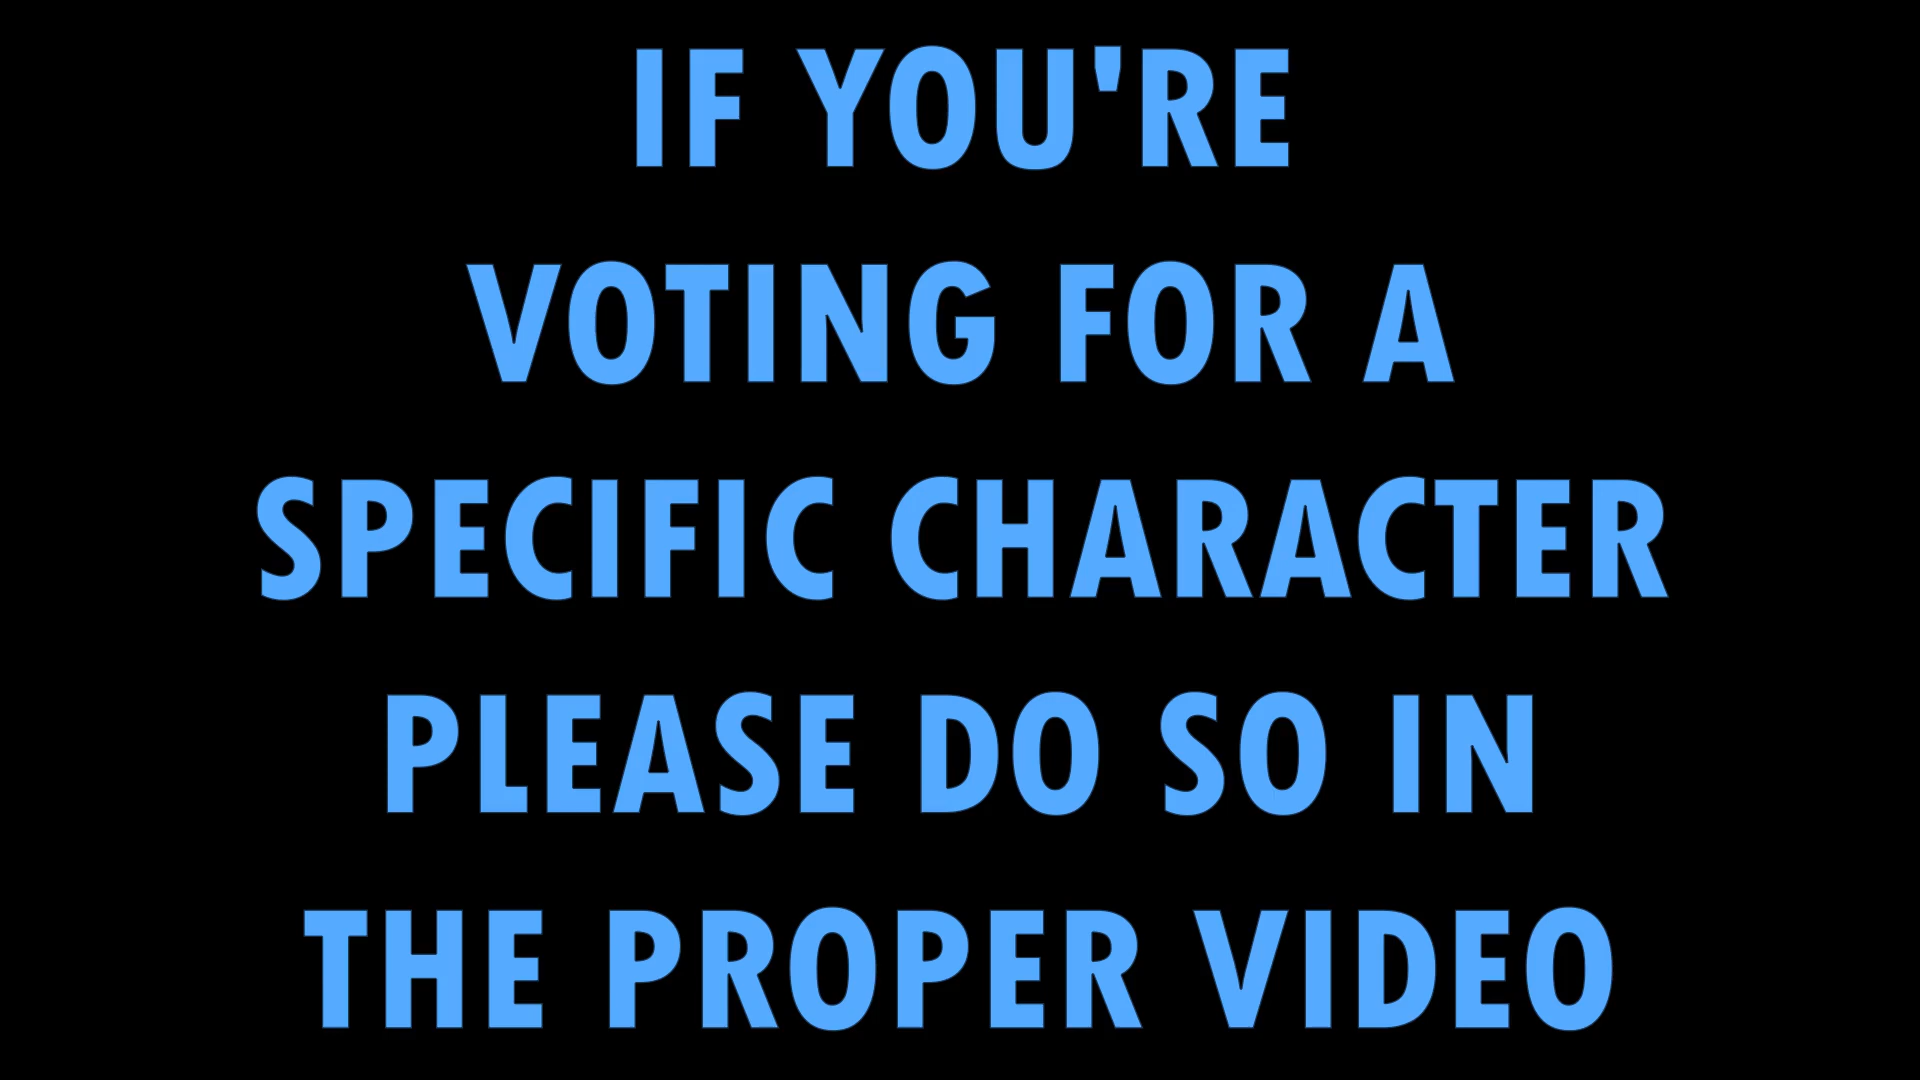 IF YOU'RE
VOTING FOR A
SPECIFIC CHARACTER
PLEASE DO SO IN
THE PROPER VIDEO